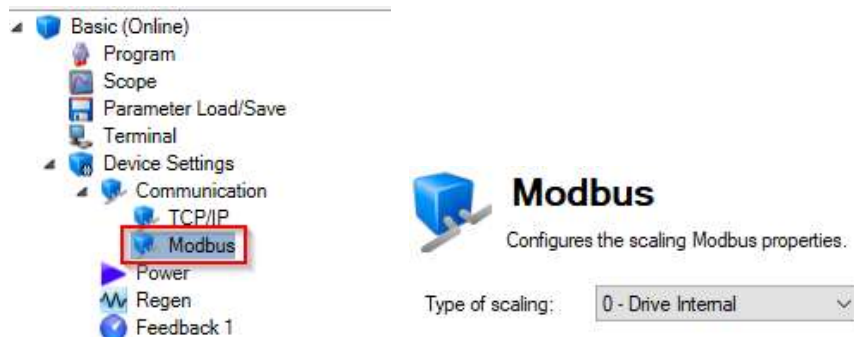 Basic (Online)
Program
Scope
Parameter Load/Save
Terminal
Device Settings
Communication
TCP/IP
Modbus
Power
Regen
Feedback 1
Modbus
Configures the scaling Modbus properties.
Type of scaling: 0 - Drive Internal